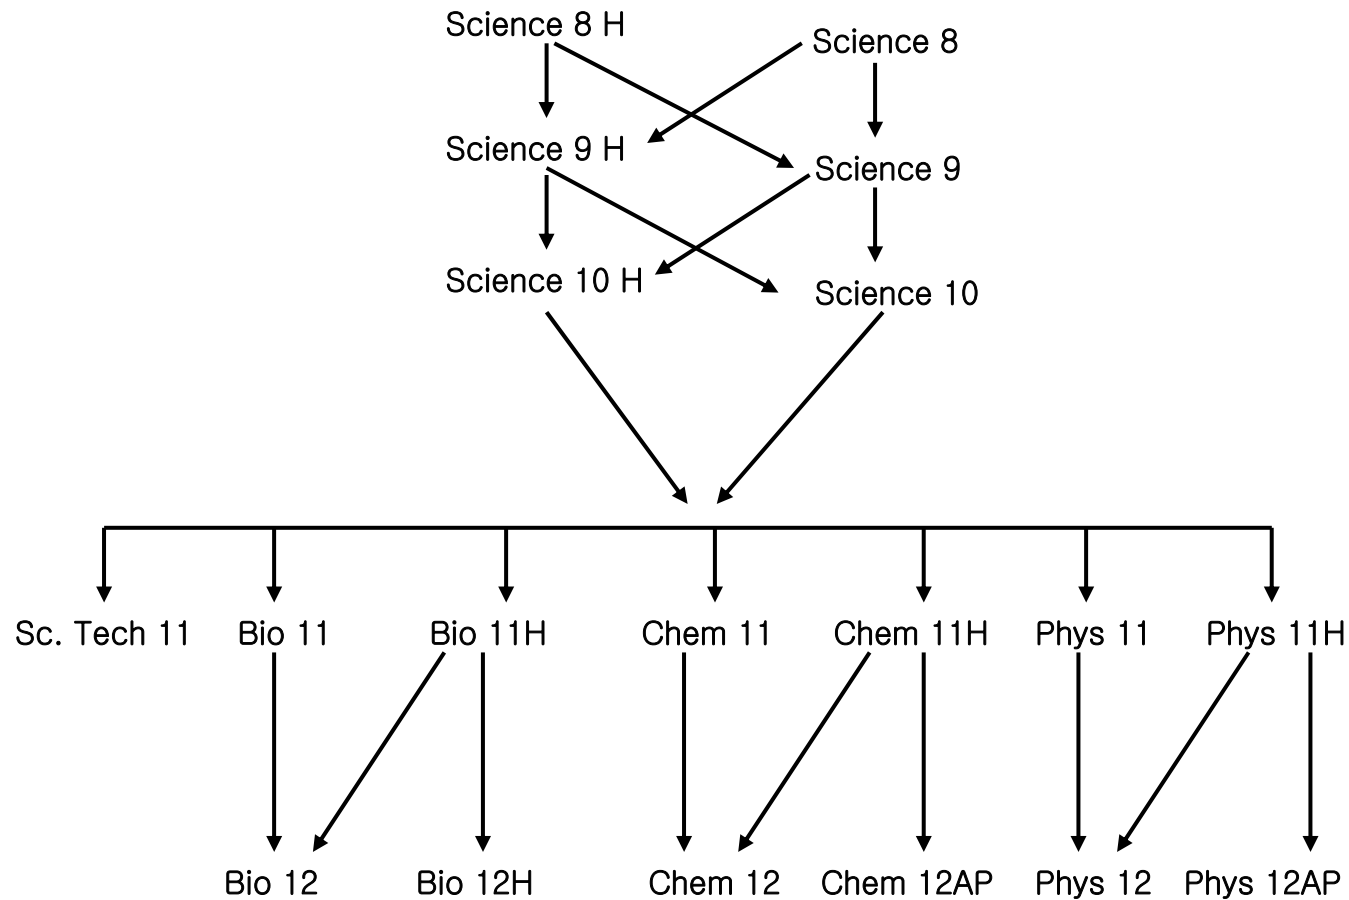 Science 8 H
Science 8
Science 9 H
Science 9
Science 10 H
Science 10
Sc. Tech 11
Bio 11
Bio 11H
Chem 11
Chem 11H
Phys 11
Phys 11H
Bio 12
Bio 12H
Chem 12
Chem 12AP
Phys 12
Phys 12AP